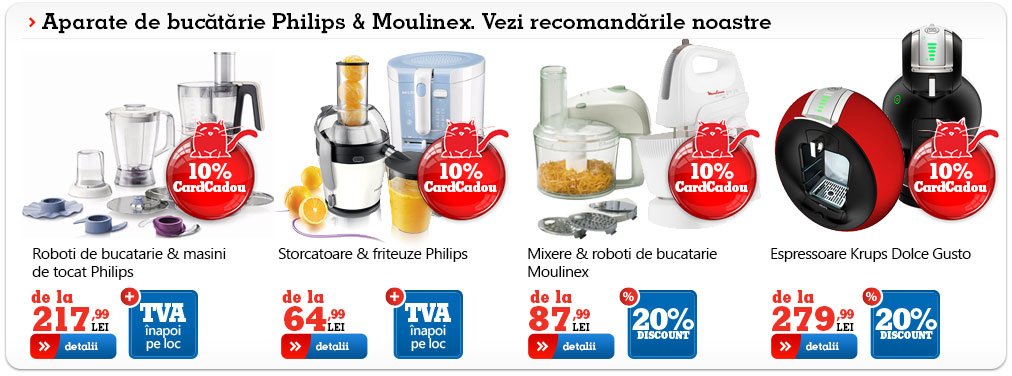 Aparate de bucătărie Philips & Moulinex. Vezi recomandările noastre
10%
CardCadou
10%
CardCadou
10%
CardCadou
10%
CardCadou
Roboti de bucatarie & masini
de tocat Philips
de la
217,99
LEI
detalii
+
TVA
înapoi
pe loc
Storcatoare & friteuze Philips
de la
64,99
LEI
detalii
+
TVA
înapoi
pe loc
Mixere & roboti de bucatarie
Moulinex
de la
87,99
LEI
detalii
%
20%
DISCOUNT
Espressoare Krups Dolce Gusto
de la
279,99
LEI
detalii
%
20%
DISCOUNT